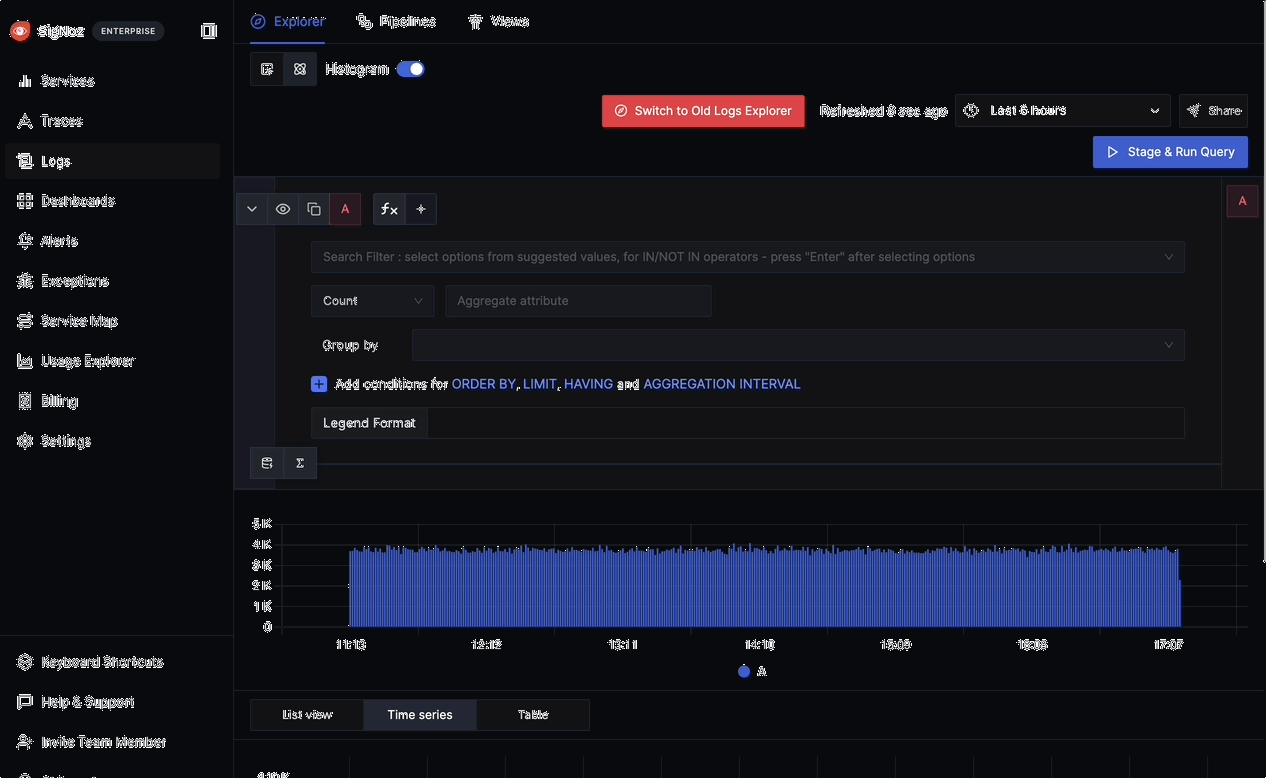 SigNoz ENTERPRISE
Services
Traces
Logs
Dashboards
Alerts
Exceptions
Service Map
Usage Explorer
Billing
Settings
Keyboard Shortcuts
Help & Support
Invite Team Member
Explorer Pipelines Views
Histogram
Switch to Old Logs Explorer Refreshed 6 sec ago Last 6 hours Share
Stage & Run Query
A fx A
Search Filter : select options from suggested values, for IN/NOT IN operators - press "Enter" after selecting options
Count Aggregate attribute
Group by
Add conditions for ORDER BY, LIMIT, HAVING and AGGREGATION INTERVAL
Legend Format
Σ
5K
4K
3K
2K
1K
0
11:13 12:12 13:11 14:10 15:09 16:08 17:07
A
List view Time series Table